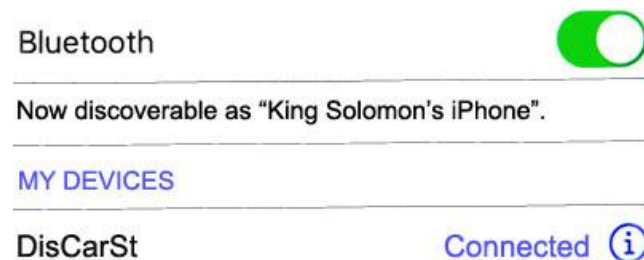 Bluetooth
Now discoverable as “King Solomon’s iPhone”.
MY DEVICES
DisCarSt Connected